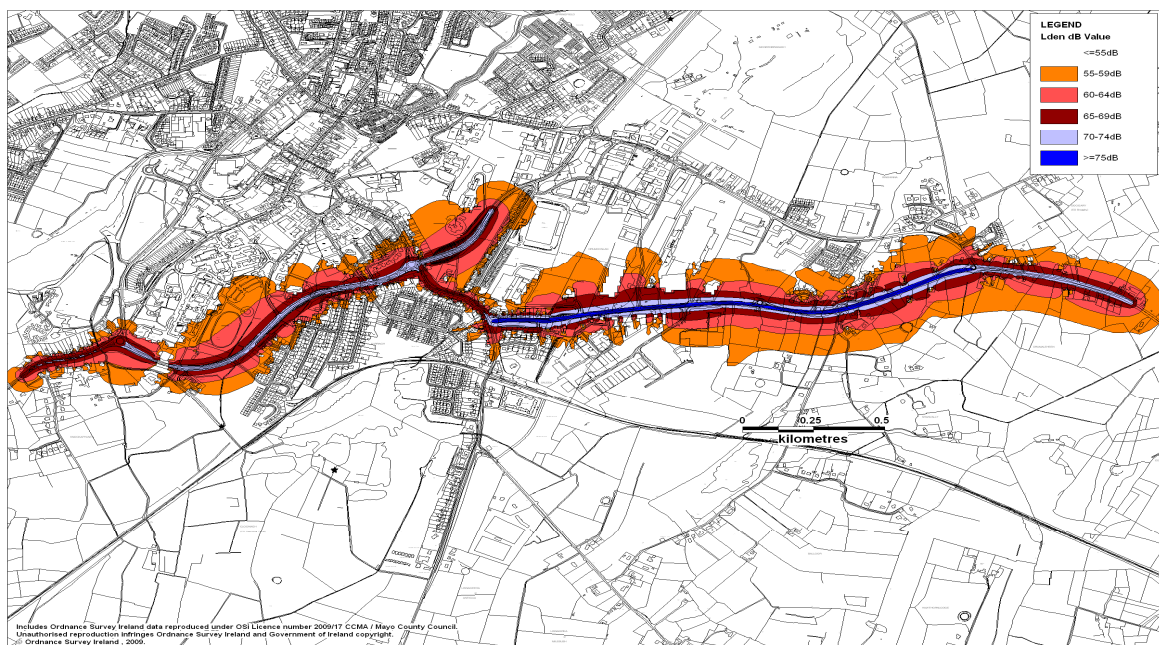 LEGEND
Lden dB Value
<=55dB
55-59dB
60-64dB
65-69dB
70-74dB
>=75dB
0 0.25 0.5
kilometres
Includes Ordnance Survey Ireland data reproduced under OSi Licence number 2009/17 CCMA / Mayo County Council.
Unauthorised reproduction infringes Ordnance Survey Ireland and Government of Ireland copyright.
© Ordnance Survey Ireland , 2009.